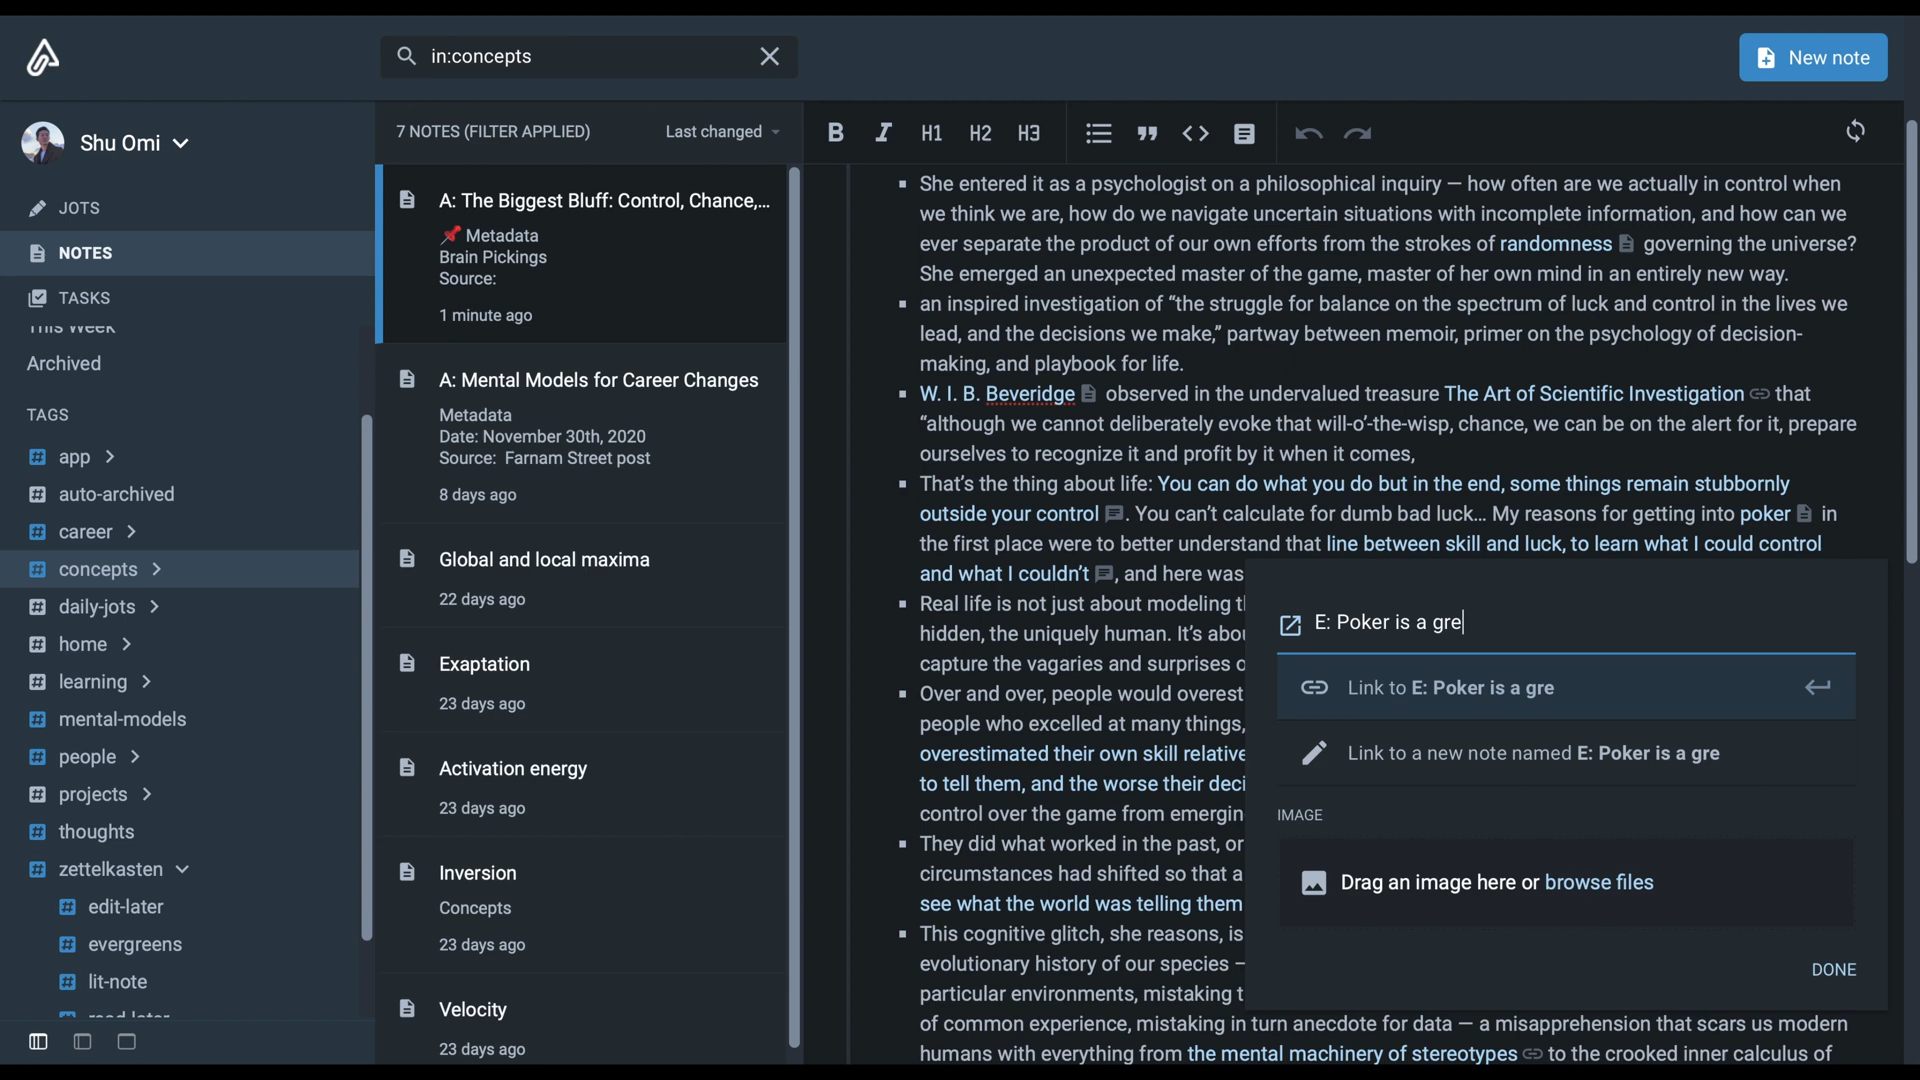 in:concepts
New note
Shu Omi
JOTS
NOTES
TASKS
This Week
Archived
TAGS
app
auto-archived
career
concepts
daily-jots
home
learning
mental-models
people
projects
thoughts
zettelkasten
edit-later
evergreens
lit-note
read-later
7 NOTES (FILTER APPLIED)
Last changed
A: The Biggest Bluff: Control, Chance,...
Metadata
Brain Pickings
Source:
1 minute ago
A: Mental Models for Career Changes
Metadata
Date: November 30th, 2020
Source: Farnam Street post
8 days ago
Global and local maxima
22 days ago
Exaptation
23 days ago
Activation energy
23 days ago
Inversion
Concepts
23 days ago
Velocity
23 days ago
B I H1 H2 H3
She entered it as a psychologist on a philosophical inquiry — how often are we actually in control when
we think we are, how do we navigate uncertain situations with incomplete information, and how can we
ever separate the product of our own efforts from the strokes of randomness governing the universe?
She emerged an unexpected master of the game, master of her own mind in an entirely new way.
an inspired investigation of “the struggle for balance on the spectrum of luck and control in the lives we
lead, and the decisions we make,” partway between memoir, primer on the psychology of decision-
making, and playbook for life.
W. I. B. Beveridge observed in the undervalued treasure The Art of Scientific Investigation that
“although we cannot deliberately evoke that will-o’-the-wisp, chance, we can be on the alert for it, prepare
ourselves to recognize it and profit by it when it comes,
That’s the thing about life: You can do what you do but in the end, some things remain stubbornly
outside your control. You can’t calculate for dumb bad luck... My reasons for getting into poker in
the first place were to better understand that line between skill and luck, to learn what I could control
and what I couldn’t, and here was
Real life is not just about modeling t
hidden, the uniquely human. It’s abou
capture the vagaries and surprises o
Over and over, people would overest
people who excelled at many things,
overestimated their own skill relative
to tell them, and the worse their deci
control over the game from emergin
They did what worked in the past, or
circumstances had shifted so that a
see what the world was telling them
This cognitive glitch, she reasons, is
evolutionary history of our species –
particular environments, mistaking t
of common experience, mistaking in turn anecdote for data — a misapprehension that scars us modern
humans with everything from the mental machinery of stereotypes to the crooked inner calculus of
E: Poker is a gre
Link to E: Poker is a gre
Link to a new note named E: Poker is a gre
IMAGE
Drag an image here or browse files
DONE